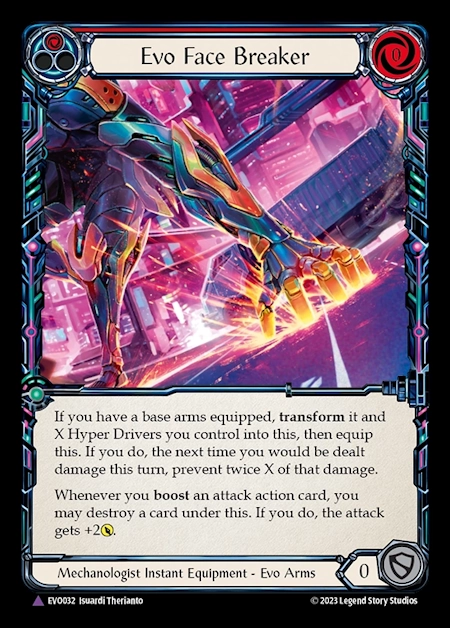 Evo Face Breaker
0
If you have a base arms equipped, transform it and
X Hyper Drivers you control into this, then equip
this. If you do, the next time you would be dealt
damage this turn, prevent twice X of that damage.
Whenever you boost an attack action card, you
may destroy a card under this. If you do, the attack
gets +2.
Mechanologist Instant Equipment - Evo Arms
0
EVO032 Isuardi Therianto
© 2023 Legend Story Studios